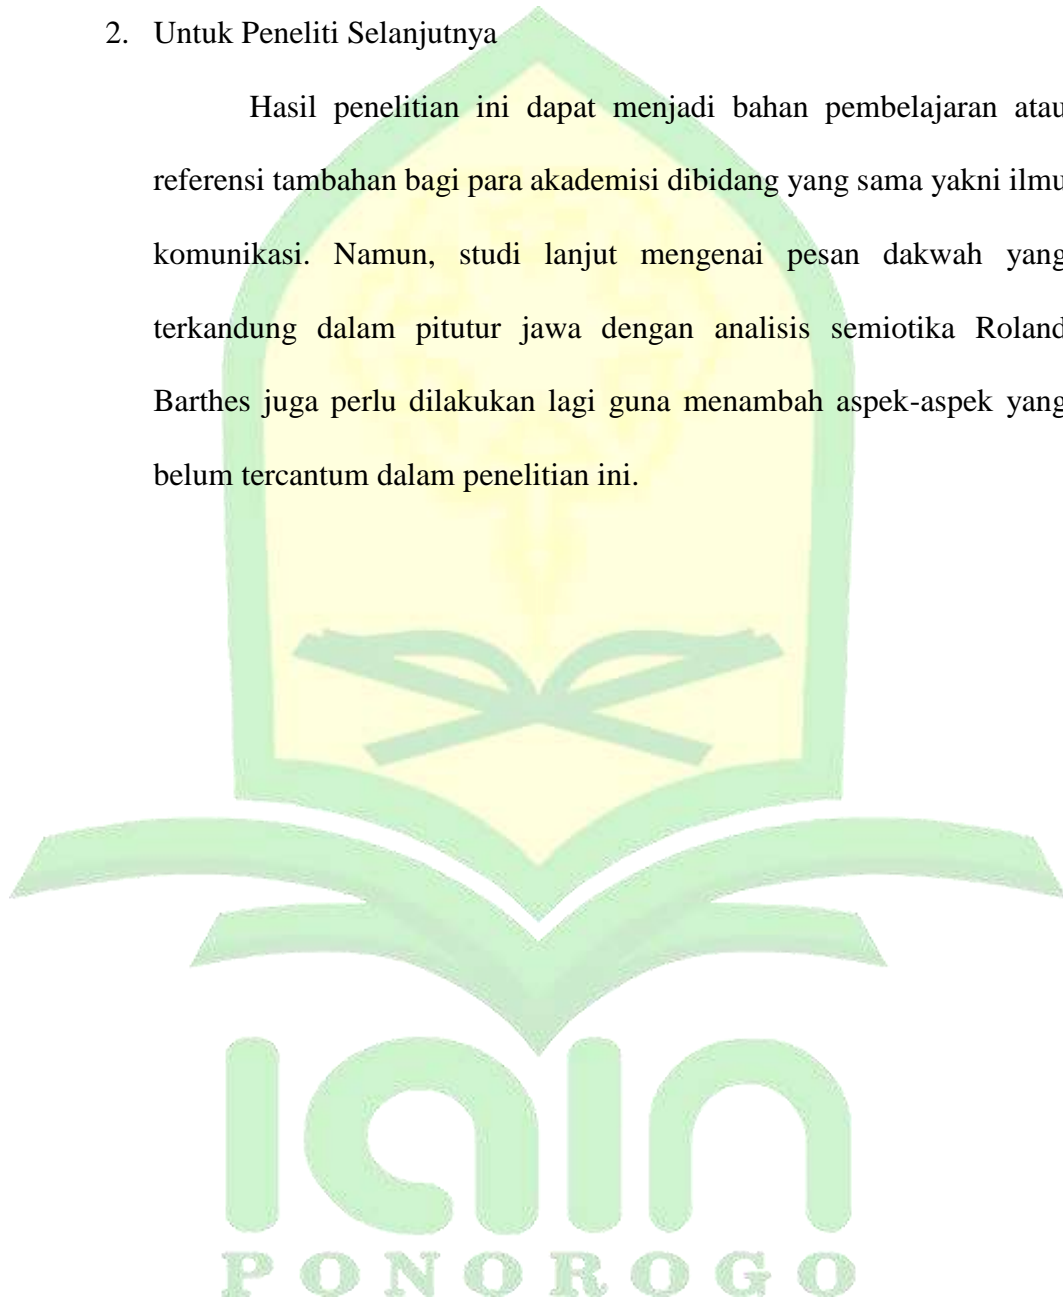 2. Untuk Peneliti Selanjutnya
Hasil penelitian ini dapat menjadi bahan pembelajaran atau
referensi tambahan bagi para akademisi dibidang yang sama yakni ilmu
komunikasi. Namun, studi lanjut mengenai pesan dakwah yang
terkandung dalam pitutur jawa dengan analisis semiotika Roland
Barthes juga perlu dilakukan lagi guna menambah aspek-aspek yang
belum tercantum dalam penelitian ini.
IAIN
PONOROGO